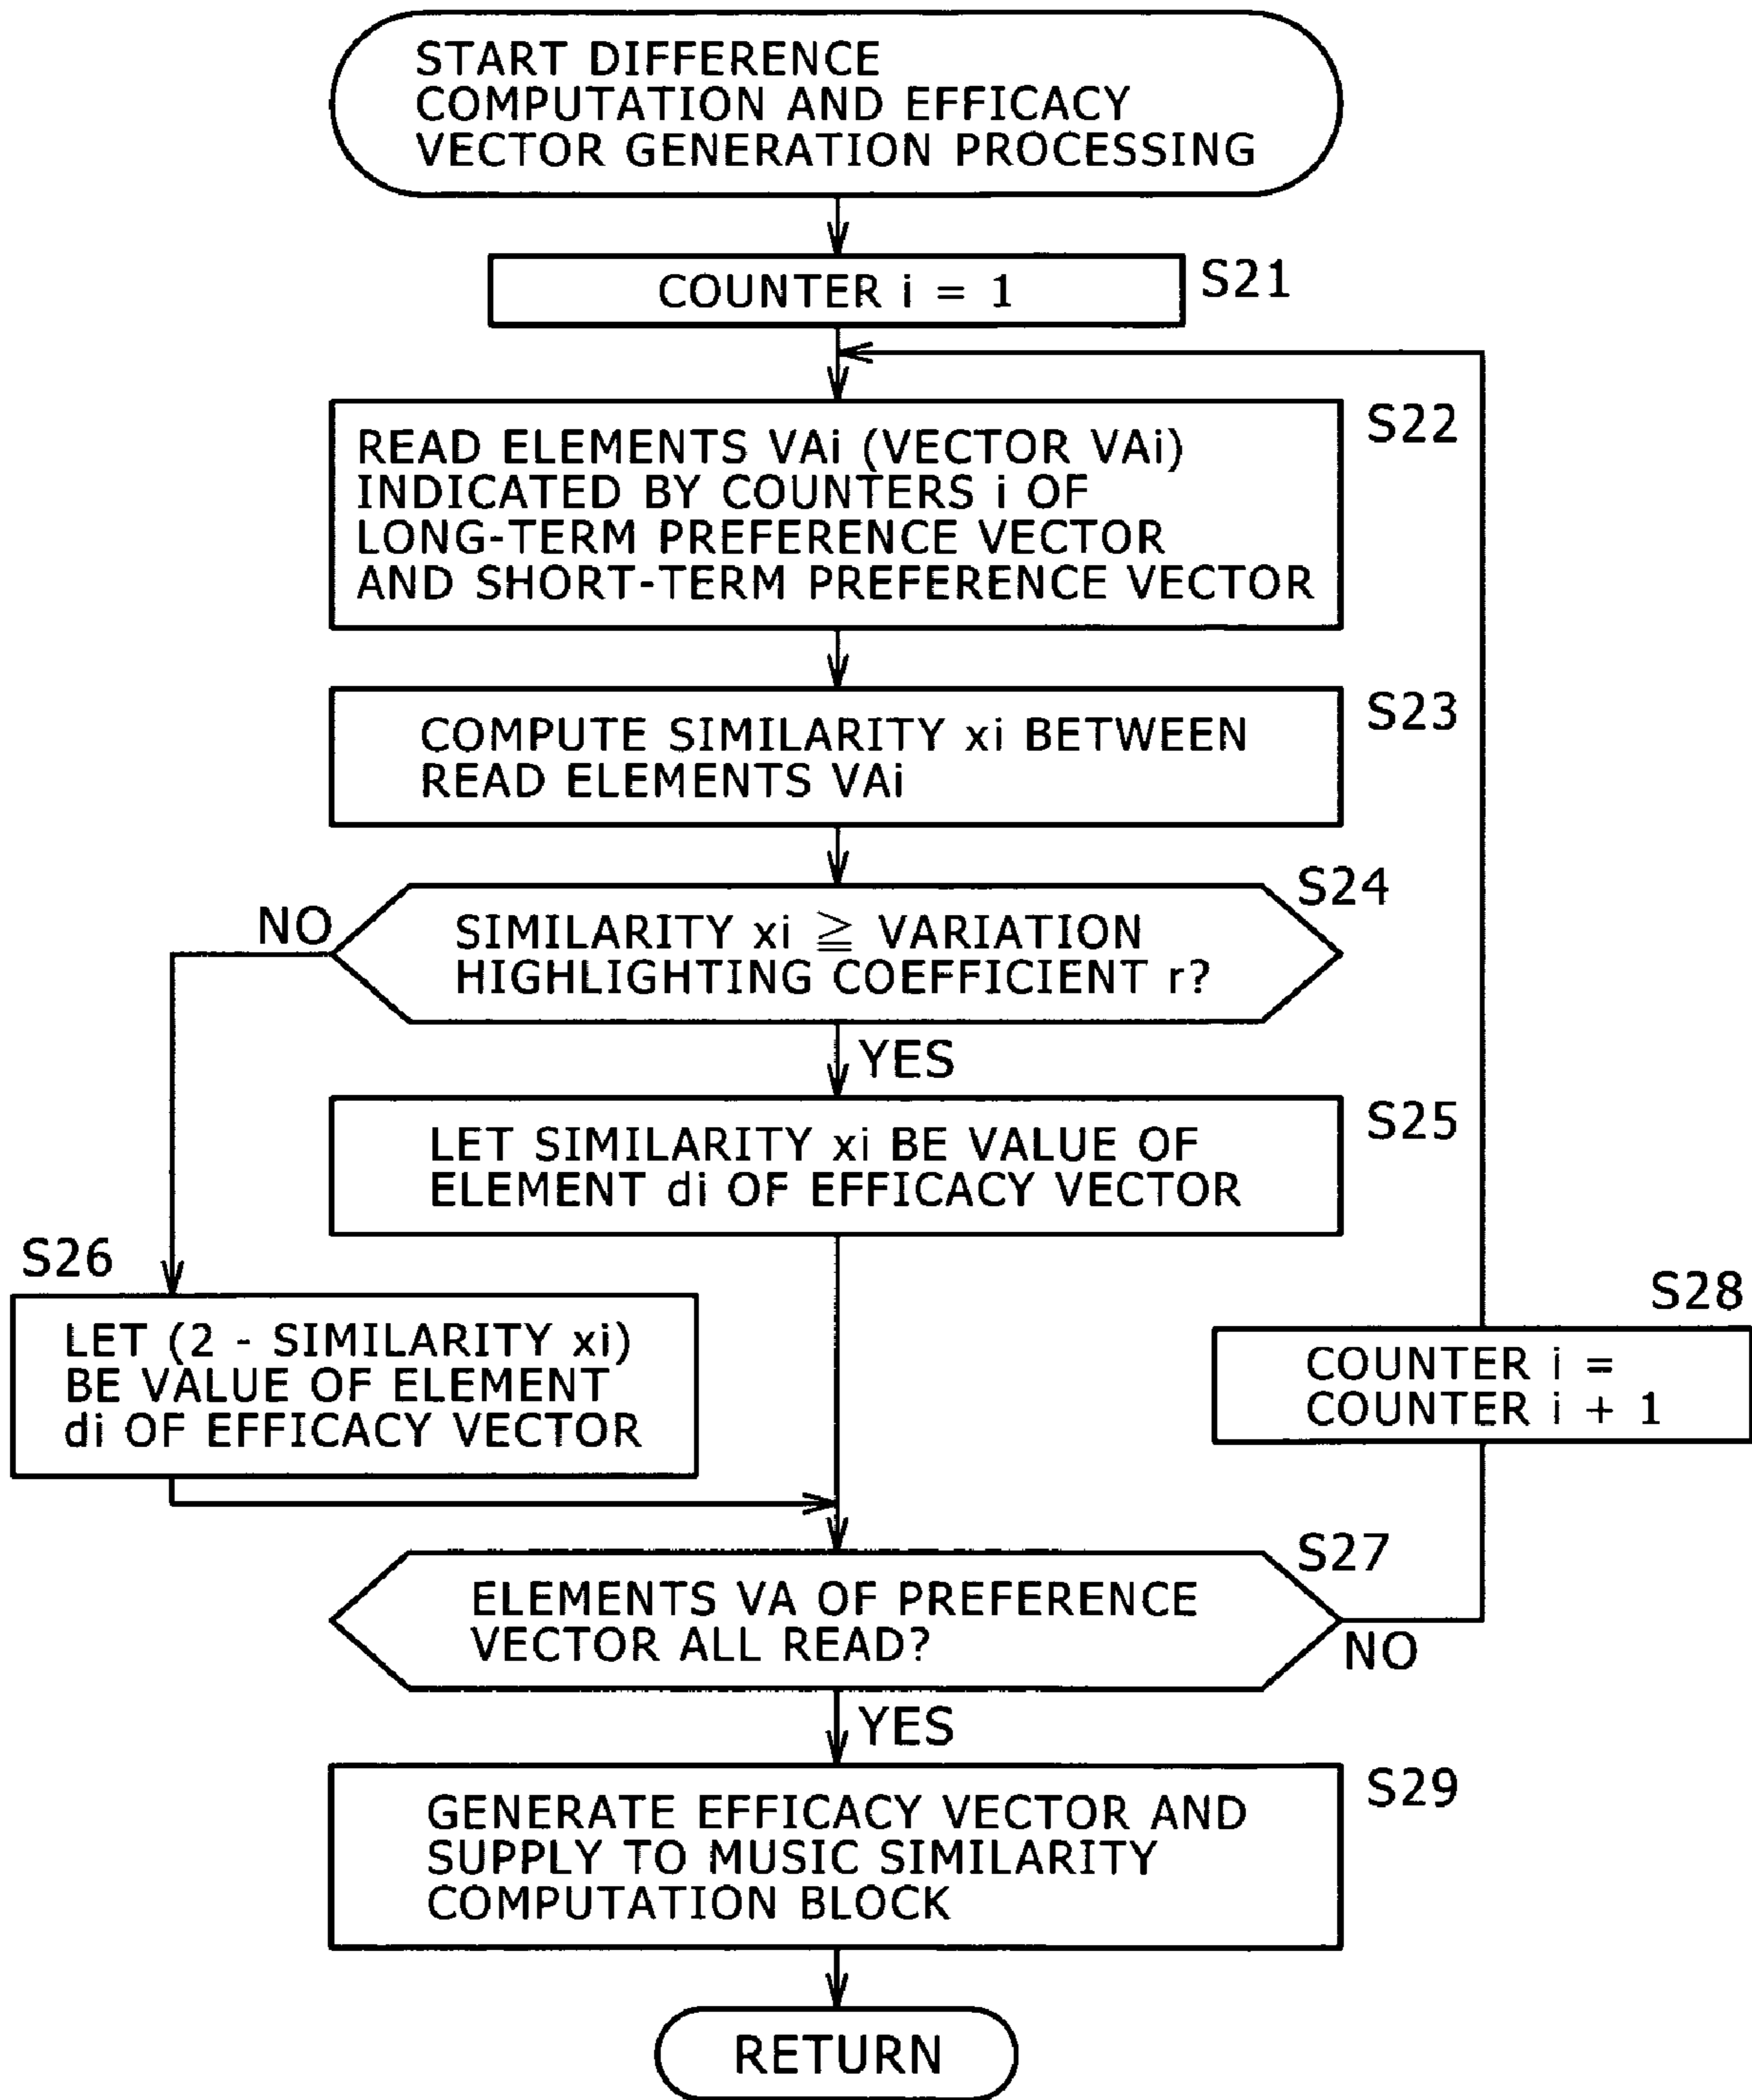 START DIFFERENCE
COMPUTATION AND EFFICACY
VECTOR GENERATION PROCESSING
COUNTER i = 1
S21
READ ELEMENTS VAi (VECTOR VAi)
INDICATED BY COUNTERS i OF
LONG-TERM PREFERENCE VECTOR
AND SHORT-TERM PREFERENCE VECTOR
S22
COMPUTE SIMILARITY xi BETWEEN
READ ELEMENTS VAi
S23
SIMILARITY xi ≧ VARIATION
HIGHLIGHTING COEFFICIENT r?
S24
NO
YES
LET SIMILARITY xi BE VALUE OF
ELEMENT di OF EFFICACY VECTOR
S25
S26
LET (2 - SIMILARITY xi)
BE VALUE OF ELEMENT
di OF EFFICACY VECTOR
S28
COUNTER i =
COUNTER i + 1
ELEMENTS VA OF PREFERENCE
VECTOR ALL READ?
S27
NO
YES
GENERATE EFFICACY VECTOR AND
SUPPLY TO MUSIC SIMILARITY
COMPUTATION BLOCK
S29
RETURN